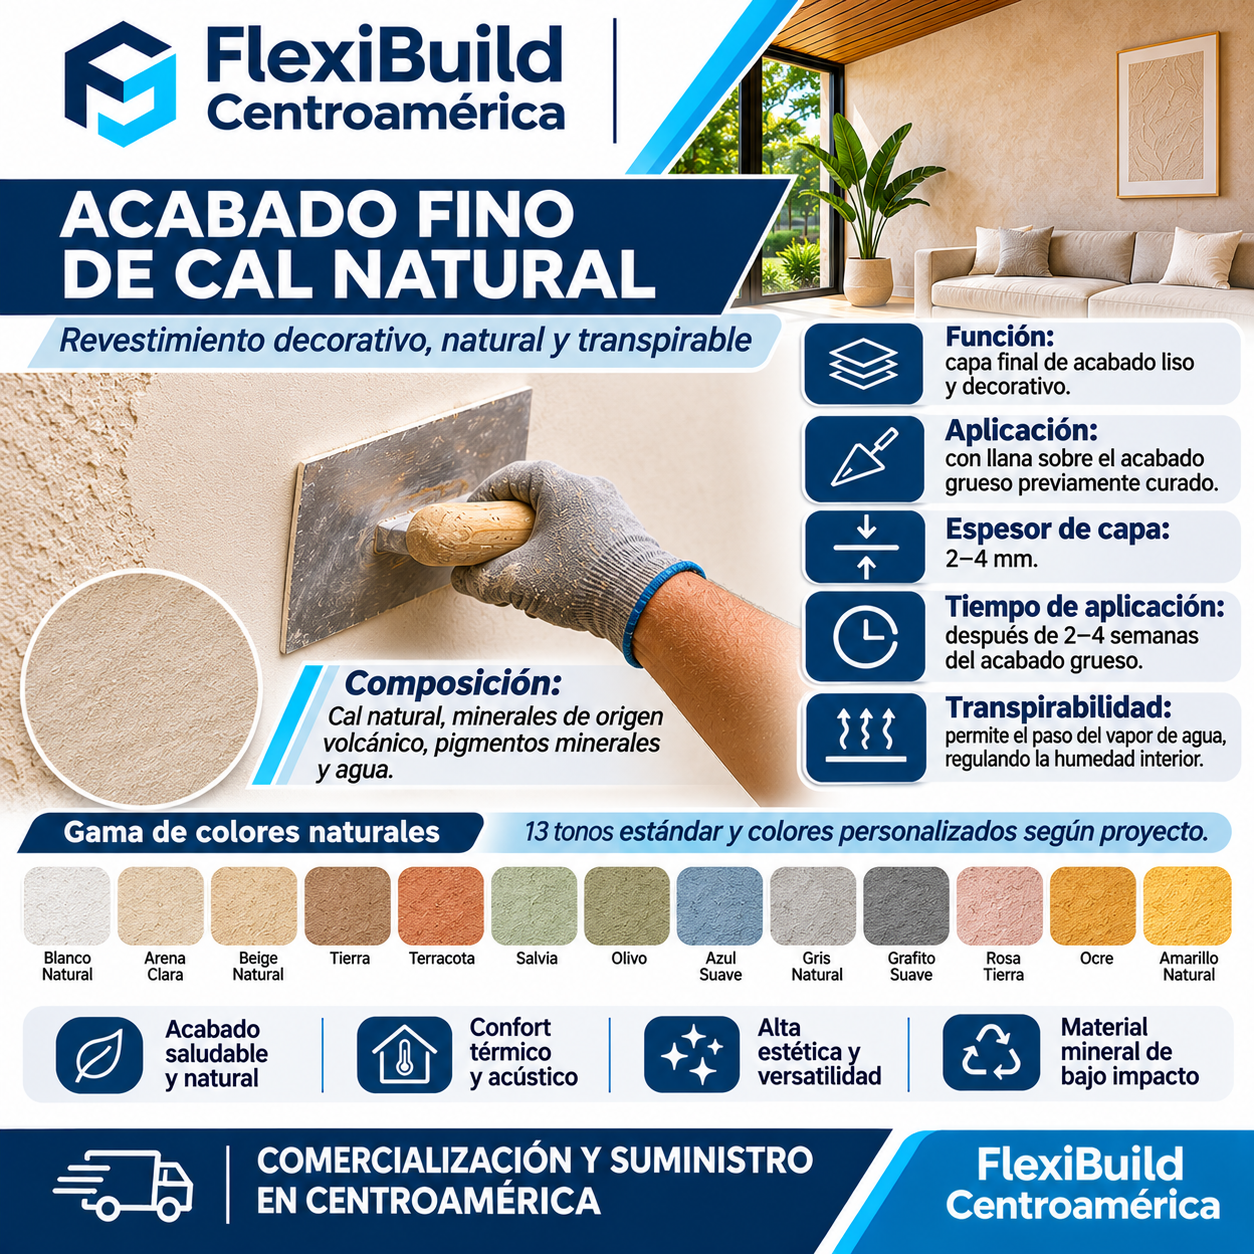 FlexiBuild
Centroamérica
ACABADO FINO
DE CAL NATURAL
Revestimiento decorativo, natural y transpirable
Función:
capa final de acabado liso
y decorativo.
Aplicación:
con llana sobre el acabado
grueso previamente curado.
Espesor de capa:
2–4 mm.
Tiempo de aplicación:
después de 2–4 semanas
del acabado grueso.
Transpirabilidad:
permite el paso del vapor de agua,
regulando la humedad interior.
Composición:
Cal natural, minerales de origen
volcánico, pigmentos minerales
y agua.
Gama de colores naturales
13 tonos estándar y colores personalizados según proyecto.
Blanco
Natural
Arena
Clara
Beige
Natural
Tierra
Terracota
Salvia
Olivo
Azul
Suave
Gris
Natural
Grafito
Suave
Rosa
Tierra
Ocre
Amarillo
Natural
Acabado
saludable
y natural
Confort
térmico
y acústico
Alta
estética y
versatilidad
Material
mineral de
bajo impacto
COMERCIALIZACIÓN Y SUMINISTRO
EN CENTROAMÉRICA
FlexiBuild
Centroamérica